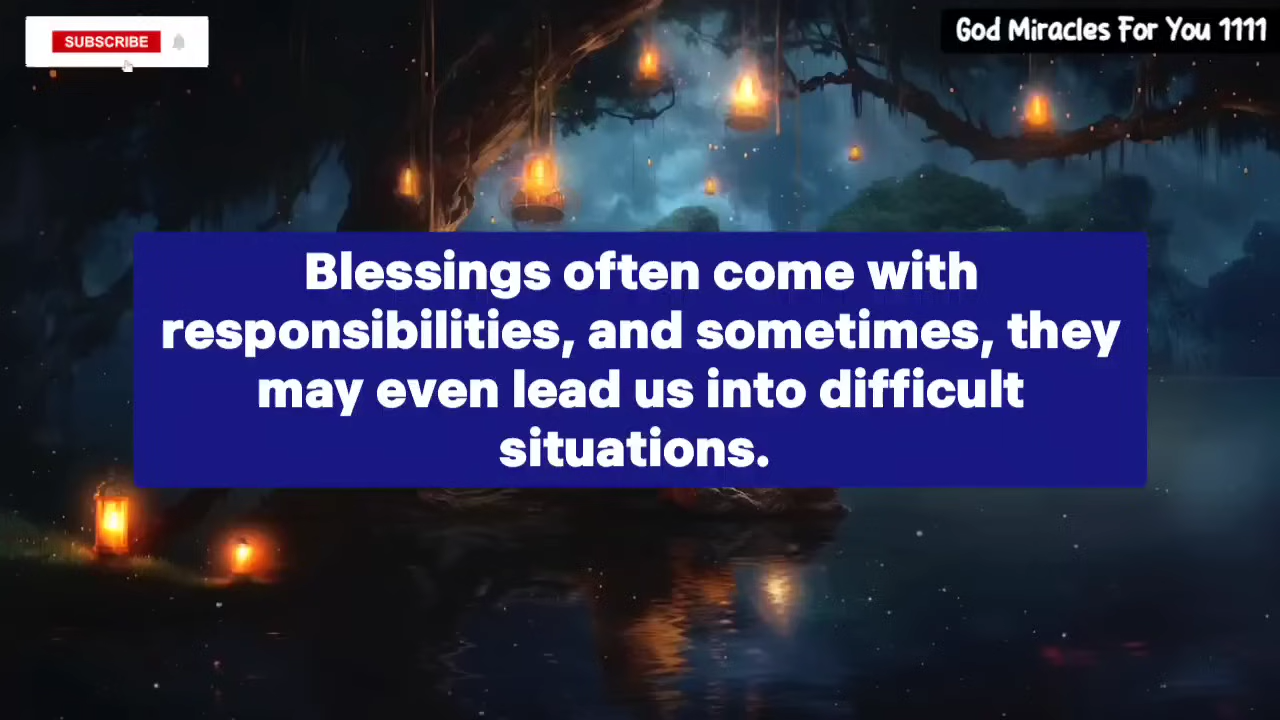 SUBSCRIBE
God Miracles For You 1111
Blessings often come with
responsibilities, and sometimes, they
may even lead us into difficult
situations.